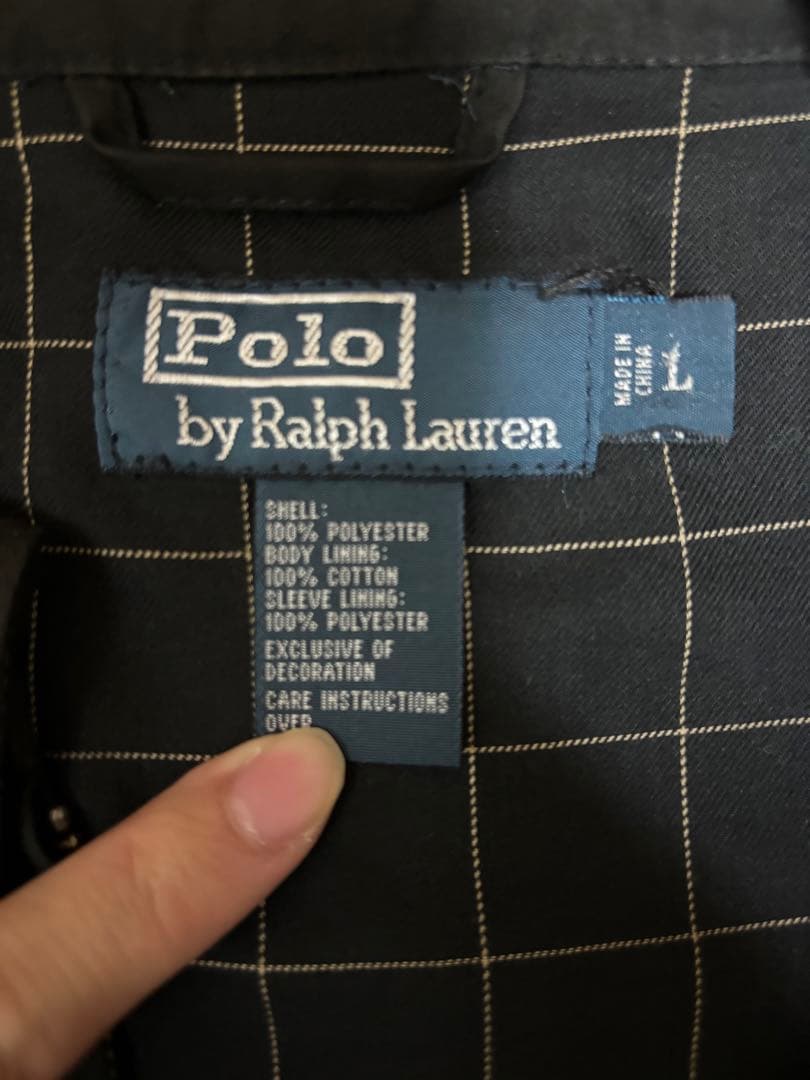 Polo
by Ralph Lauren
MADE IN
CHINA
L
SHELL:
100% POLYESTER
BODY LINING:
100% COTTON
SLEEVE LINING:
100% POLYESTER
EXCLUSIVE OF
DECORATION
CARE INSTRUCTIONS
OVER